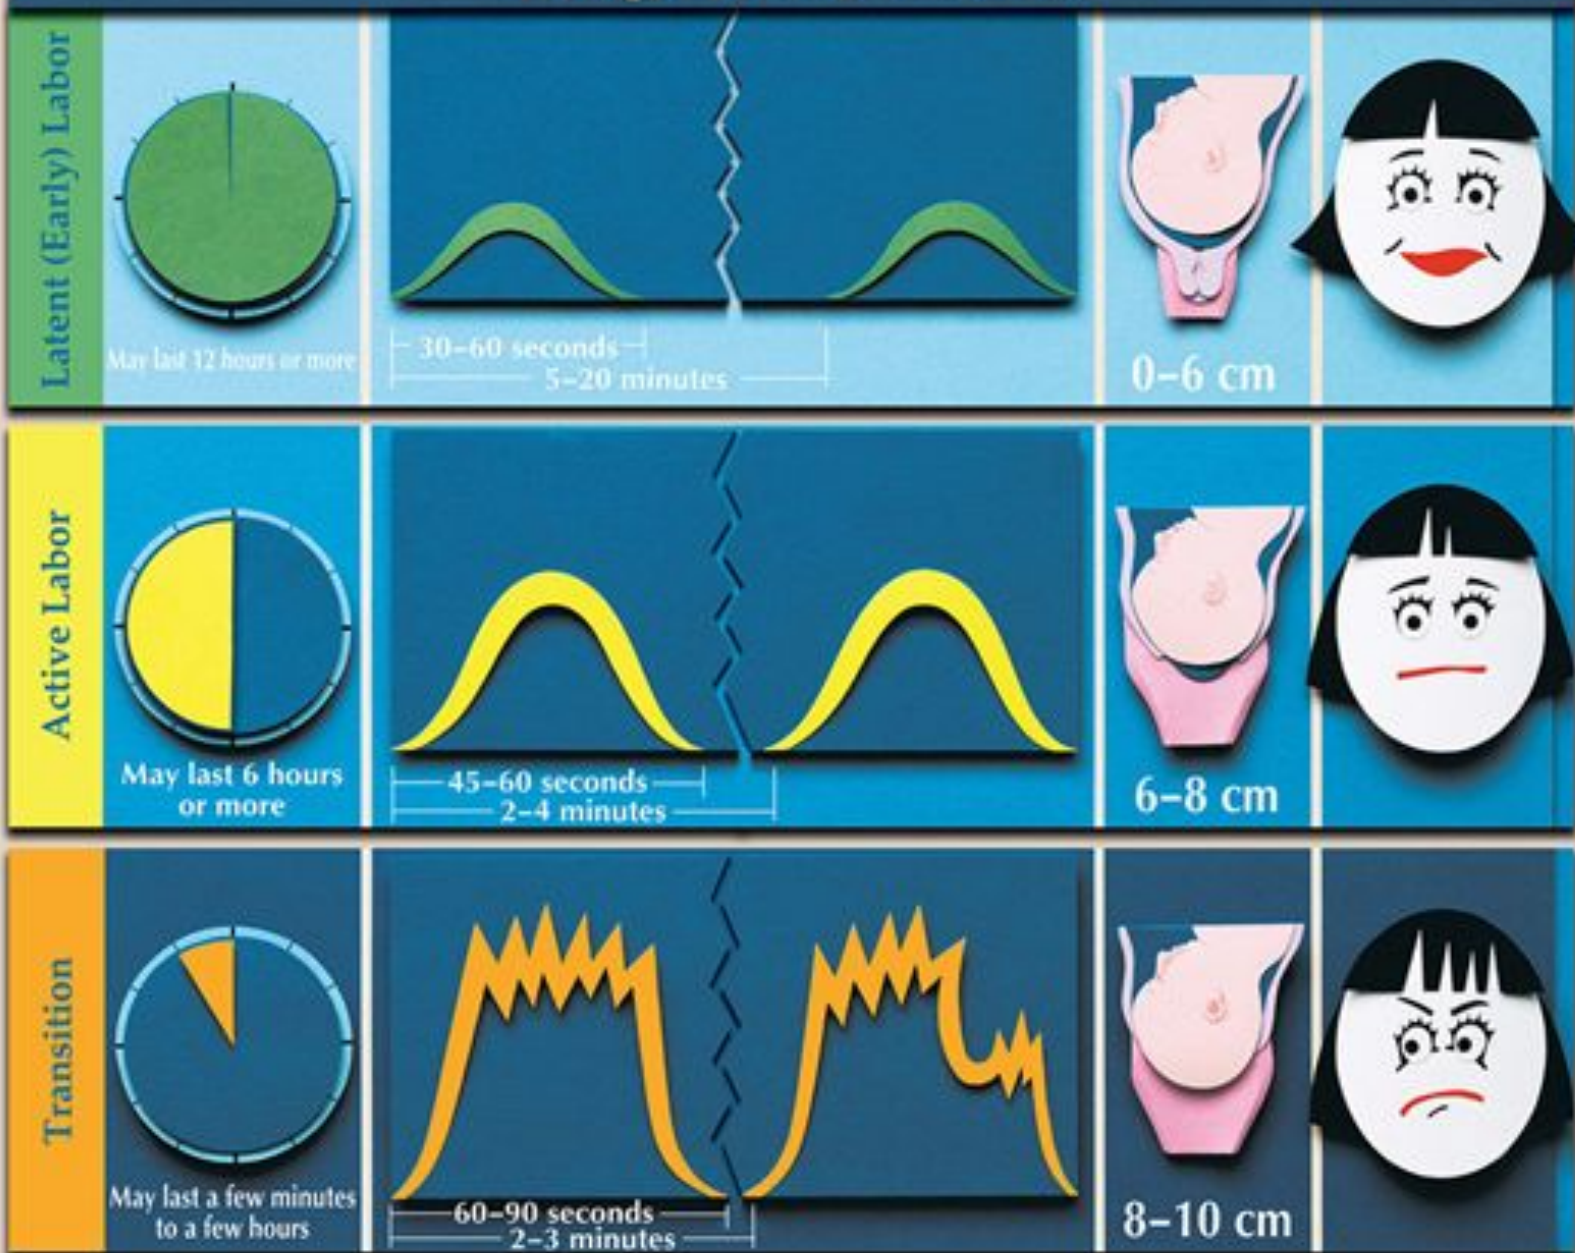 Latent (Early) Labor
May last 12 hours or more
30–60 seconds
5–20 minutes
0–6 cm
Active Labor
May last 6 hours
or more
45–60 seconds
2–4 minutes
6–8 cm
Transition
May last a few minutes
to a few hours
60–90 seconds
2–3 minutes
8–10 cm